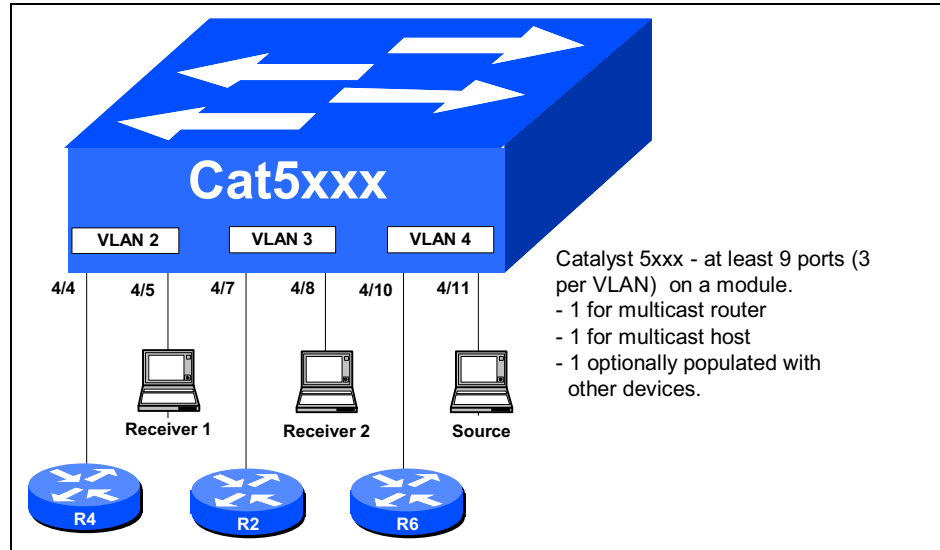 Cat5xxx
VLAN 2
VLAN 3
VLAN 4
4/4
4/5
4/7
4/8
4/10
4/11
Catalyst 5xxx - at least 9 ports (3
per VLAN) on a module.
- 1 for multicast router
- 1 for multicast host
- 1 optionally populated with
other devices.
Receiver 1
Receiver 2
Source
R4
R2
R6